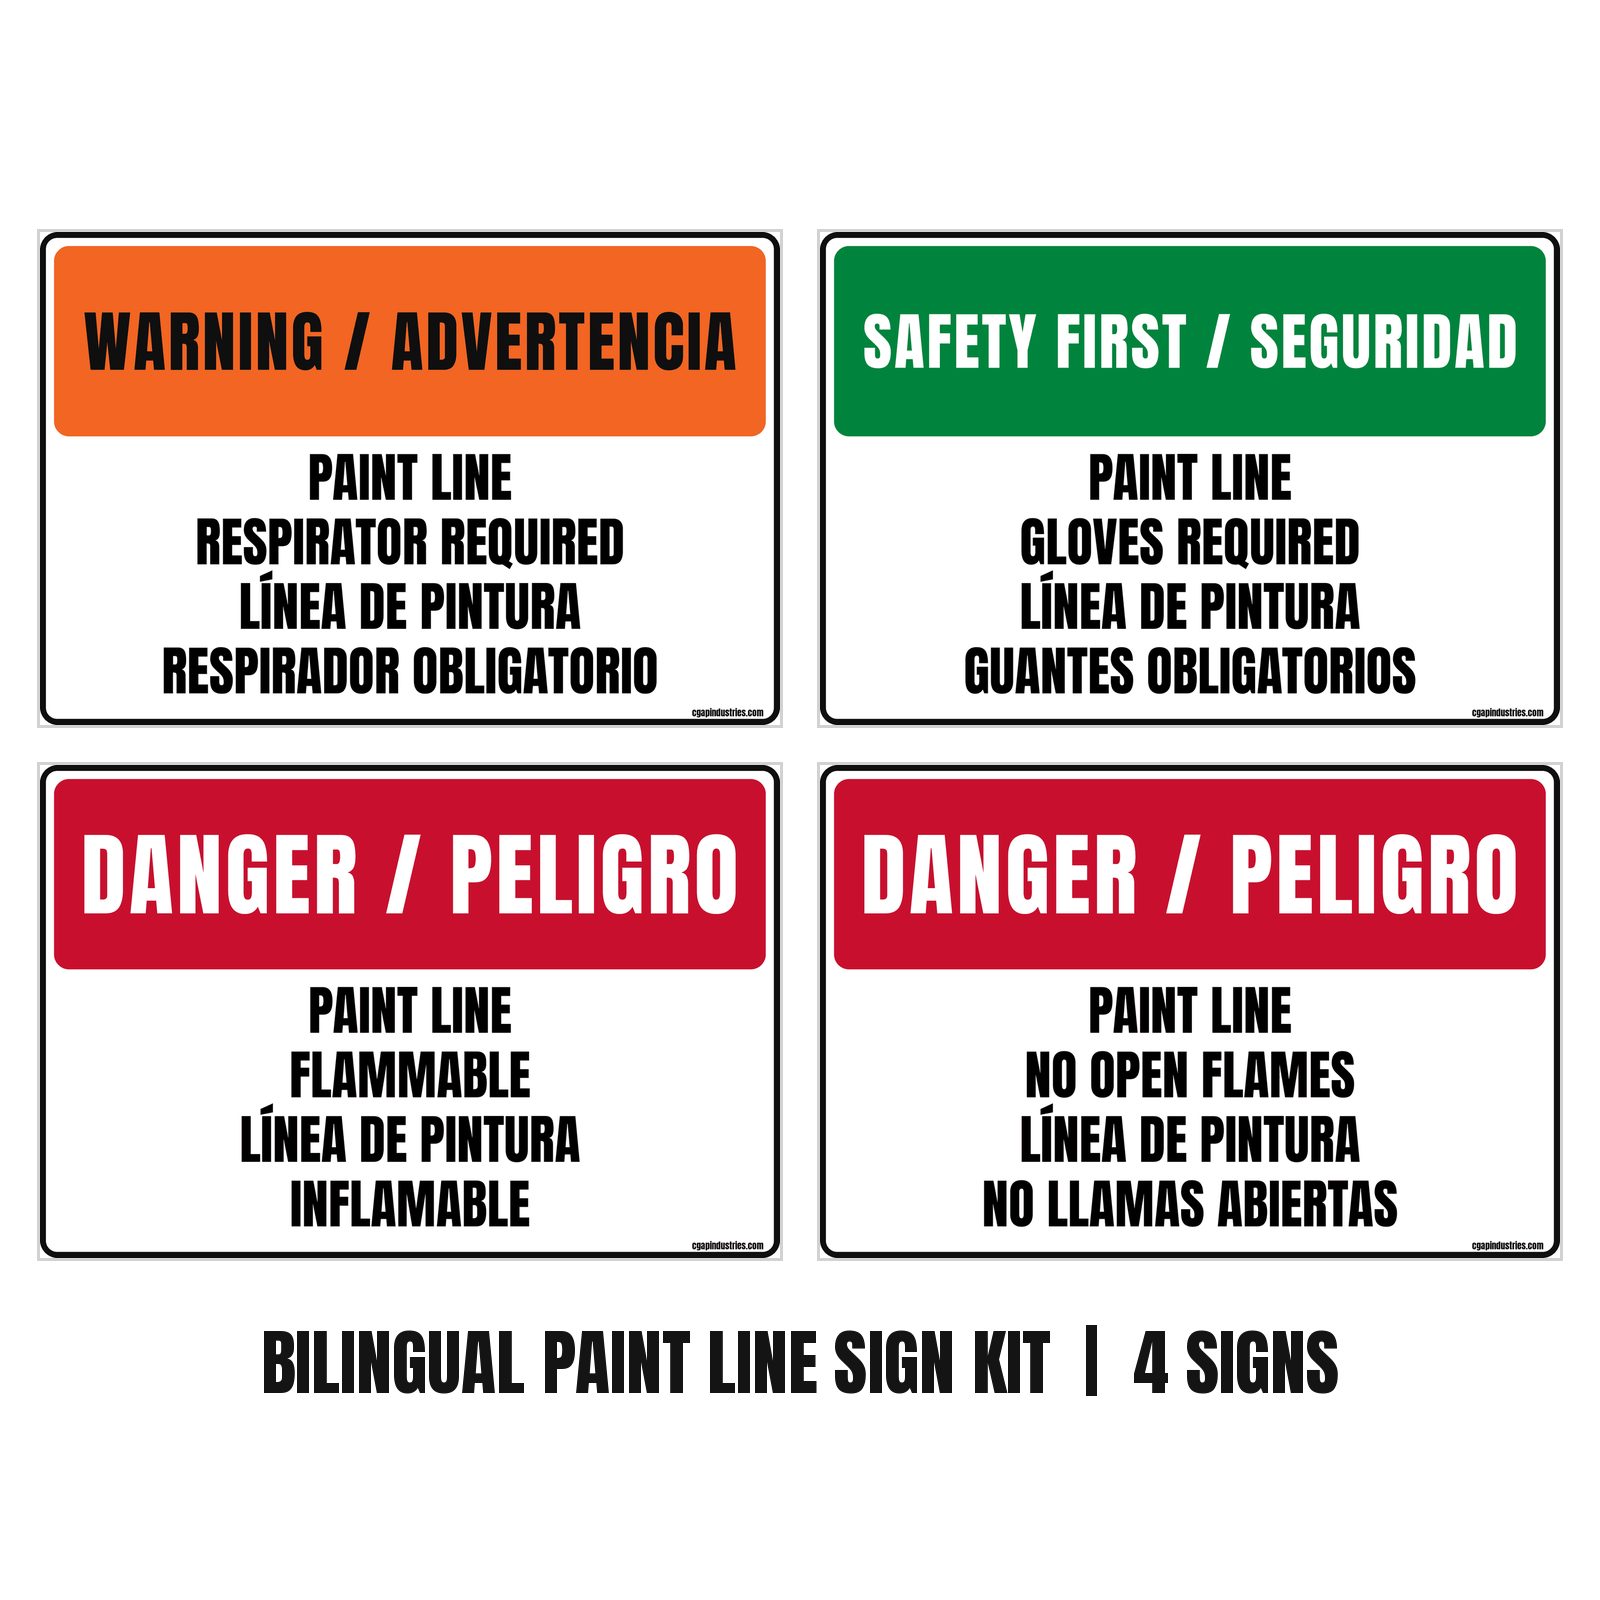 WARNING / ADVERTENCIA
PAINT LINE
RESPIRATOR REQUIRED
LÍNEA DE PINTURA
RESPIRADOR OBLIGATORIO
cgapindustries.com
SAFETY FIRST / SEGURIDAD
PAINT LINE
GLOVES REQUIRED
LÍNEA DE PINTURA
GUANTES OBLIGATORIOS
cgapindustries.com
DANGER / PELIGRO
PAINT LINE
FLAMMABLE
LÍNEA DE PINTURA
INFLAMABLE
cgapindustries.com
DANGER / PELIGRO
PAINT LINE
NO OPEN FLAMES
LÍNEA DE PINTURA
NO LLAMAS ABIERTAS
cgapindustries.com
BILINGUAL PAINT LINE SIGN KIT | 4 SIGNS